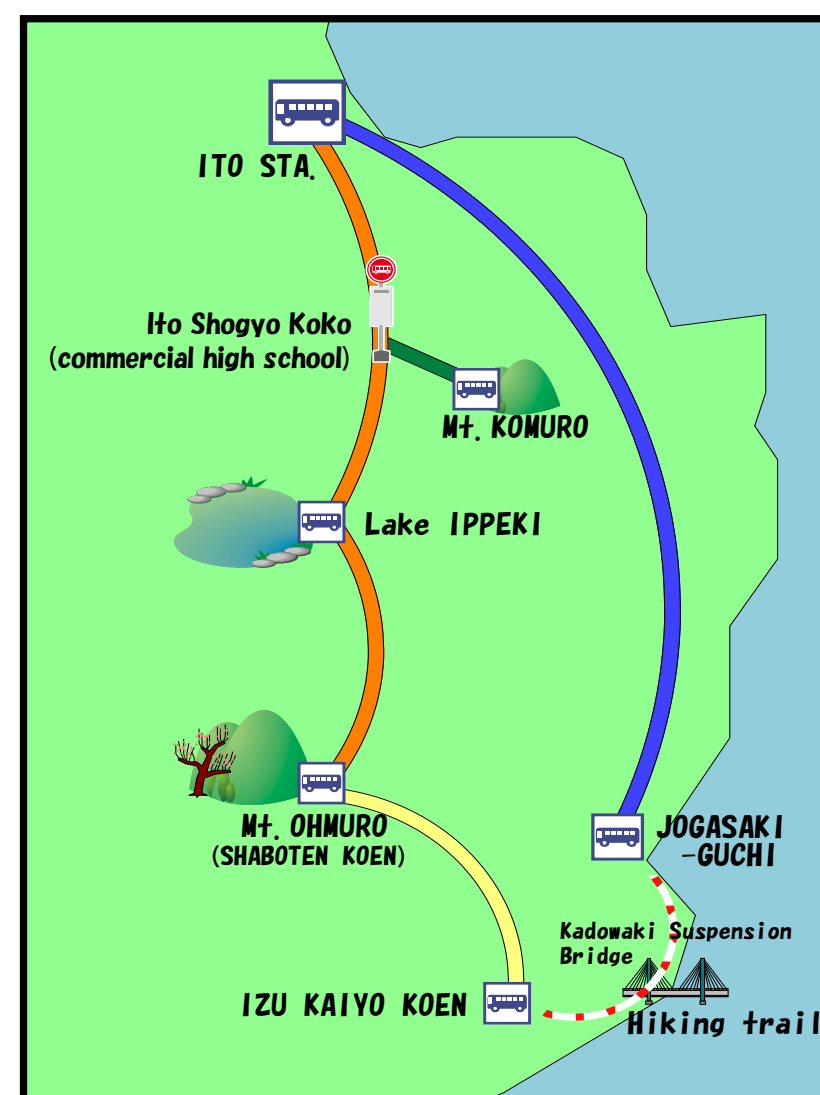 ITO STA.
Ito Shogyo Koko
(commercial high school)
Mt. KOMURO
Lake IPPEKI
Mt. OHMURO
(SHABOTEN KOEN)
JOGASAKI
-GUCHI
Kadowaki Suspension
Bridge
IZU KAIYO KOEN
Hiking trail